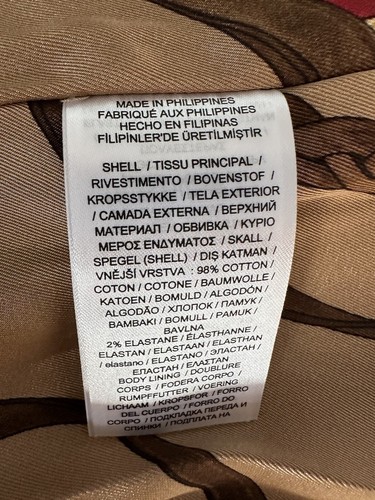 MADE IN PHILIPPINES
FABRIQUÉ AUX PHILIPPINES
HECHO EN FILIPINAS
FİLİPİNLER'DE ÜRETİLMİŞTİR
SHELL / TISSU PRINCIPAL /
RIVESTIMENTO / BOVENSTOF /
KROPSSTYKKE / TELA EXTERIOR
/ CAMADA EXTERNA / ВЕРХНИЙ
МАТЕРИАЛ / ОБВИВКА / ΚΥΡΙΟ
ΜΕΡΟΣ ΕΝΔΥΜΑΤΟΣ / SKALL /
SPEGEL (SHELL) / DIŞ KATMAN /
VNĚJŠÍ VRSTVA : 98% COTTON /
COTON / COTONE / BAUMWOLLE /
KATOEN / BOMULD / ALGODÓN /
ALGODÃO / ХЛОПОК / ПАМУК /
ΒΑΜΒΑΚΙ / BOMULL / PAMUK /
BAVLNA
2% ELASTANE / ÉLASTHANNE /
ELASTAN / ELASTAAN / ELASTHAN
/ elastano / ELASTANO / ЭЛАСТАН /
ЕЛАСТАН / ΕΛΑΣΤΑΝ
BODY LINING / DOUBLURE
CORPS / FODERA CORPO /
RUMPFFUTTER / VOERING
LICHAAM / KROPSFOR / FORRO
DEL CUERPO / FORRO DO
CORPO / ПОДКЛАДКА ПЕРЕДА И
СПИНКИ / ПОДПЛАТА НА